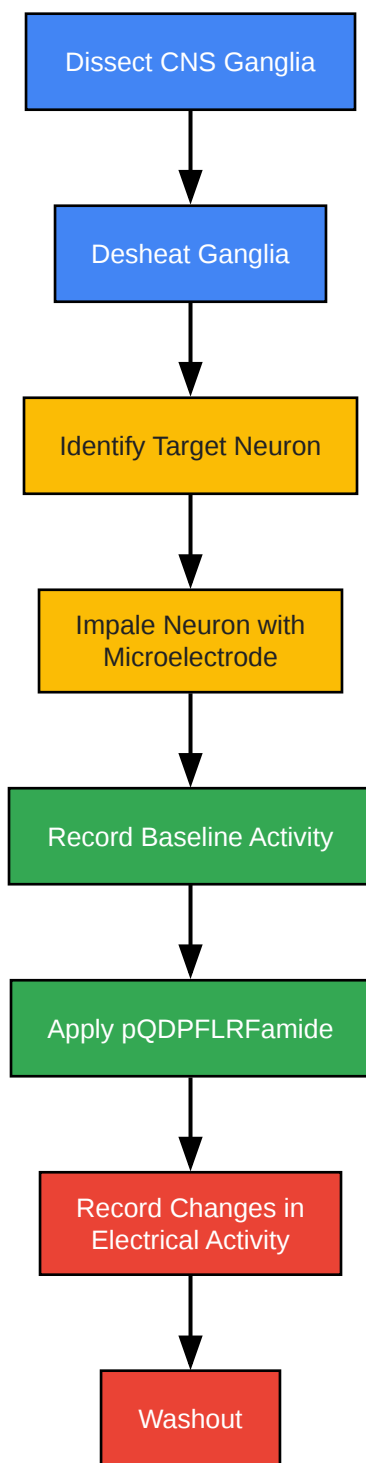 Dissect CNS Ganglia
Desheat Ganglia
Identify Target Neuron
Impale Neuron with
Microelectrode
Record Baseline Activity
Apply pQDPFLRFamide
Record Changes in
Electrical Activity
Washout